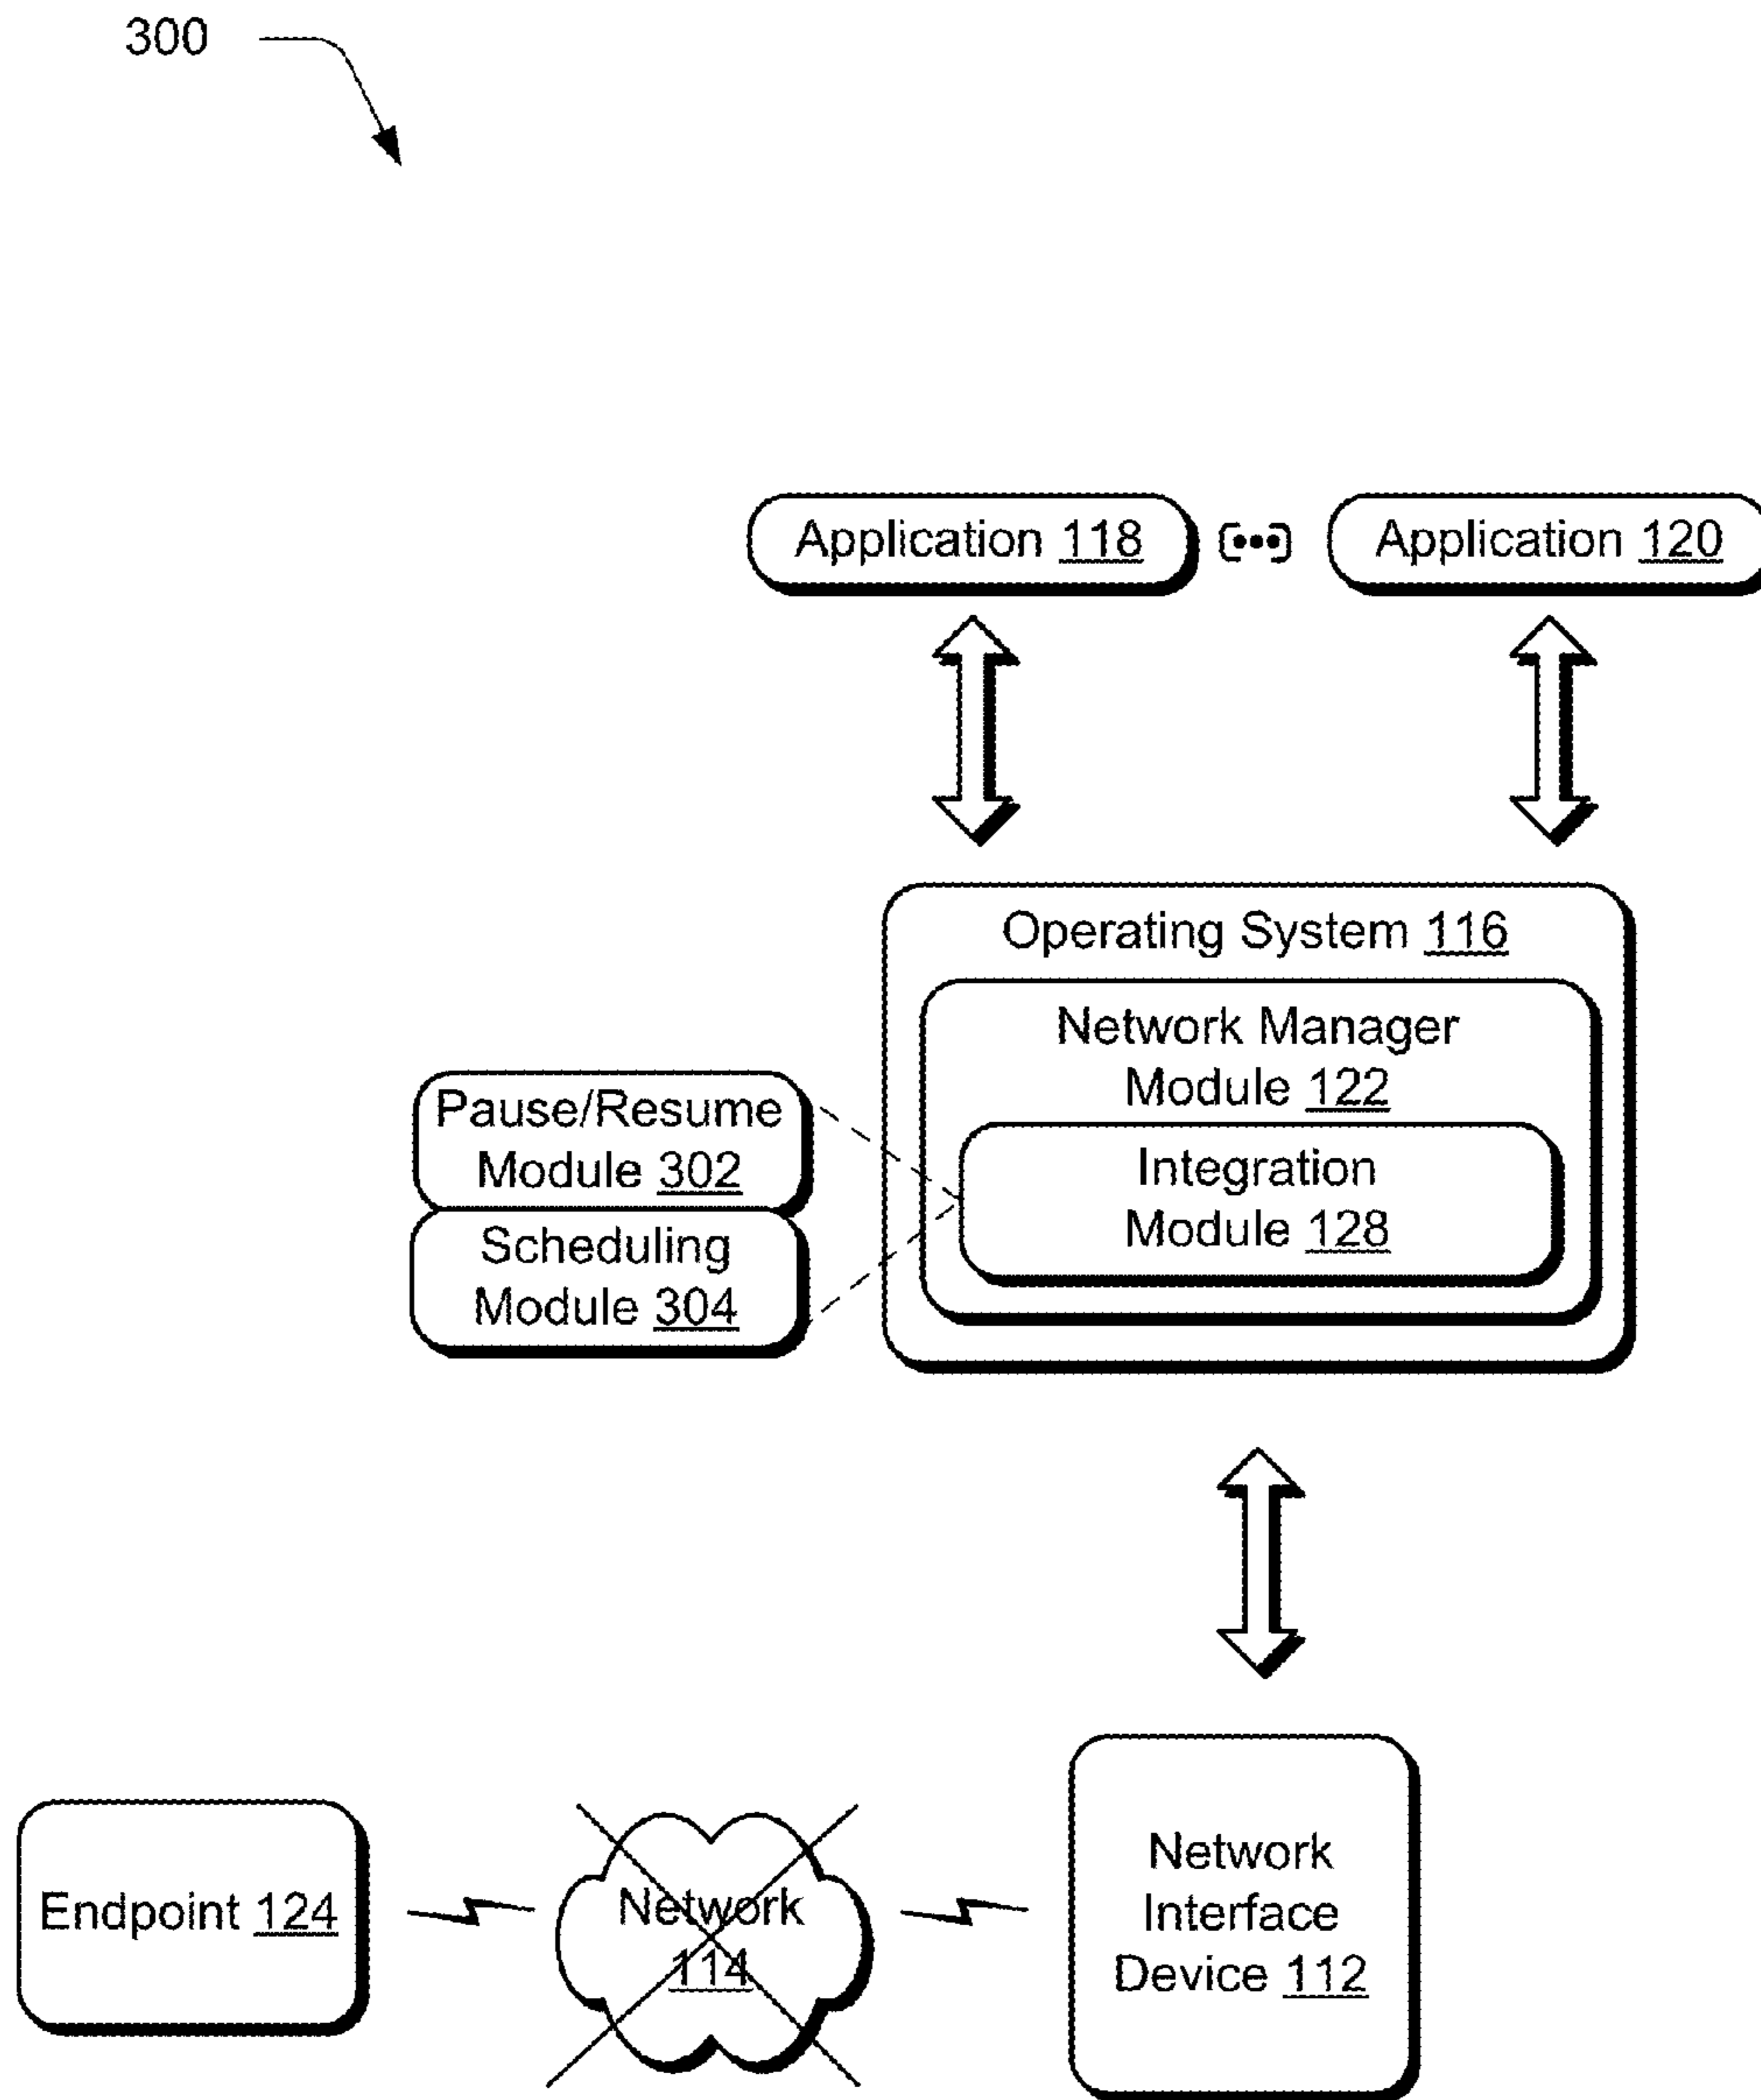 300
Application 118
Application 120
Operating System 116
Network Manager
Module 122
Integration
Module 128
Pause/Resume
Module 302
Scheduling
Module 304
Endpoint 124
Network
114
Network
Interface
Device 112